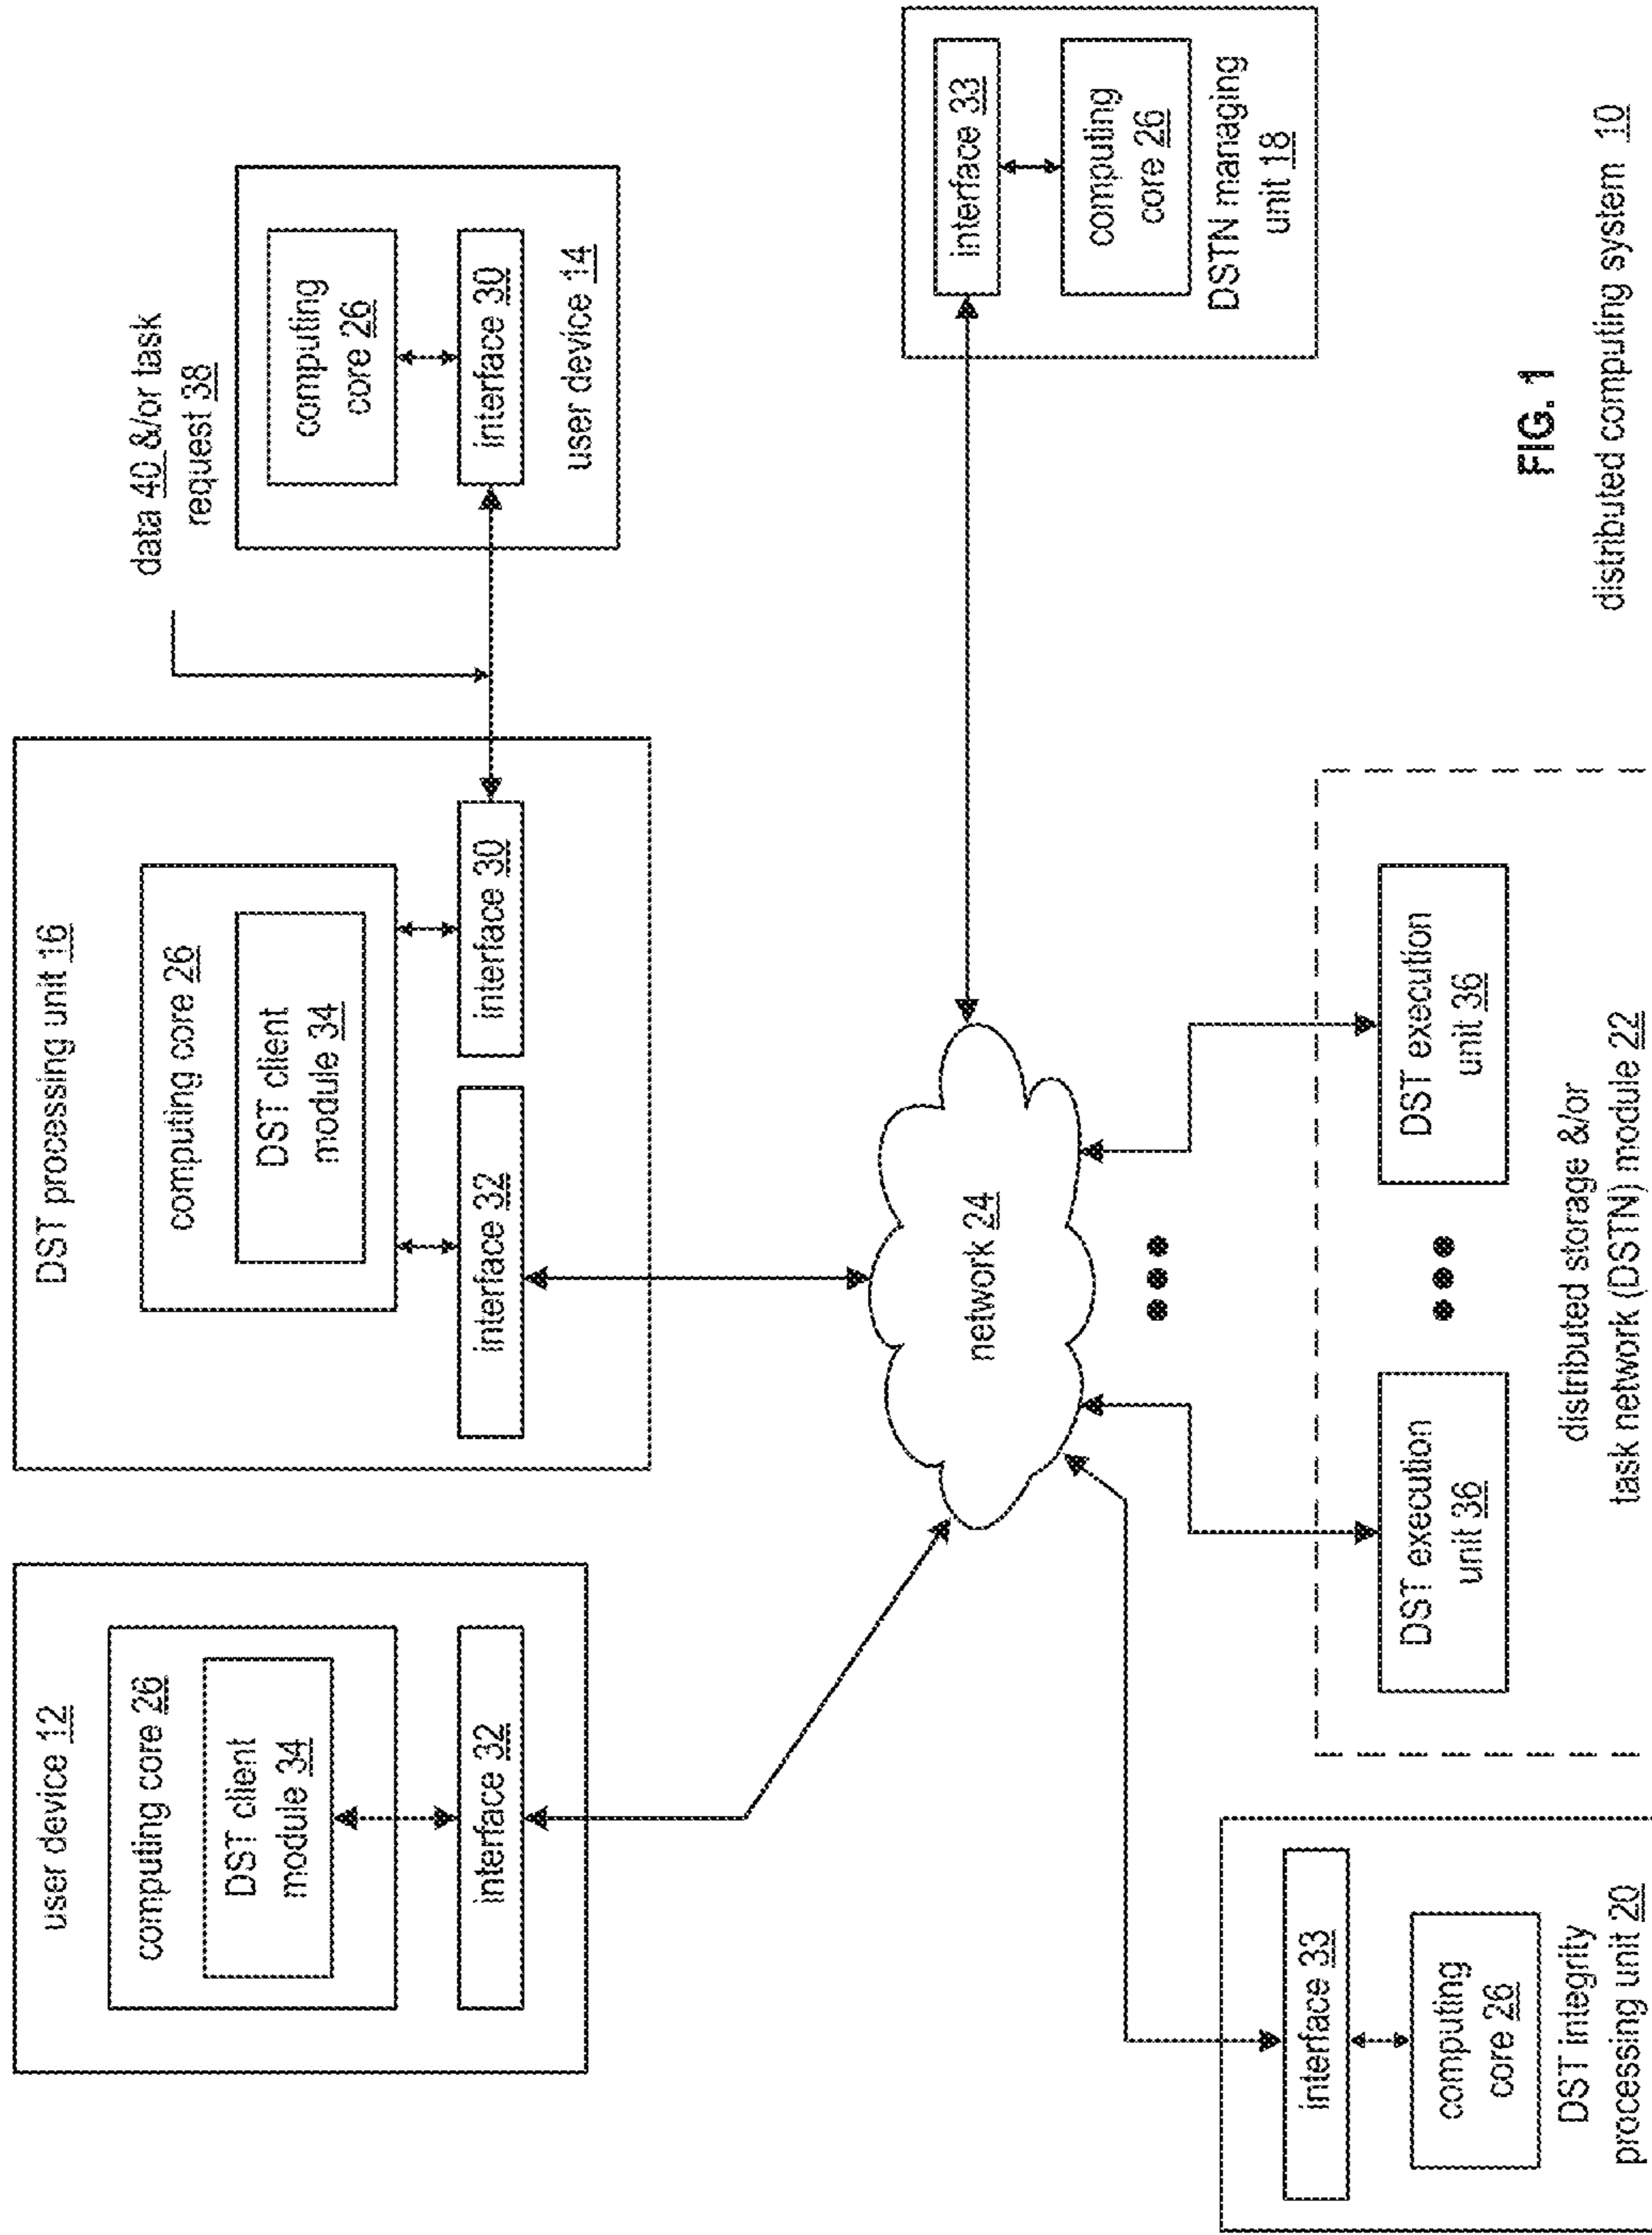 user device 12
computing core 26
DST client
module 34
interface 32
DST processing unit 16
computing core 26
DST client
module 34
interface 32
interface 30
data 40 &/or task
request 38
computing
core 26
interface 30
user device 14
network 24
interface 33
computing
core 26
DSTN managing
unit 18
interface 33
computing
core 26
DST integrity
processing unit 20
DST execution
unit 36
DST execution
unit 36
distributed storage &/or
task network (DSTN) module 22
FIG. 1
distributed computing system 10